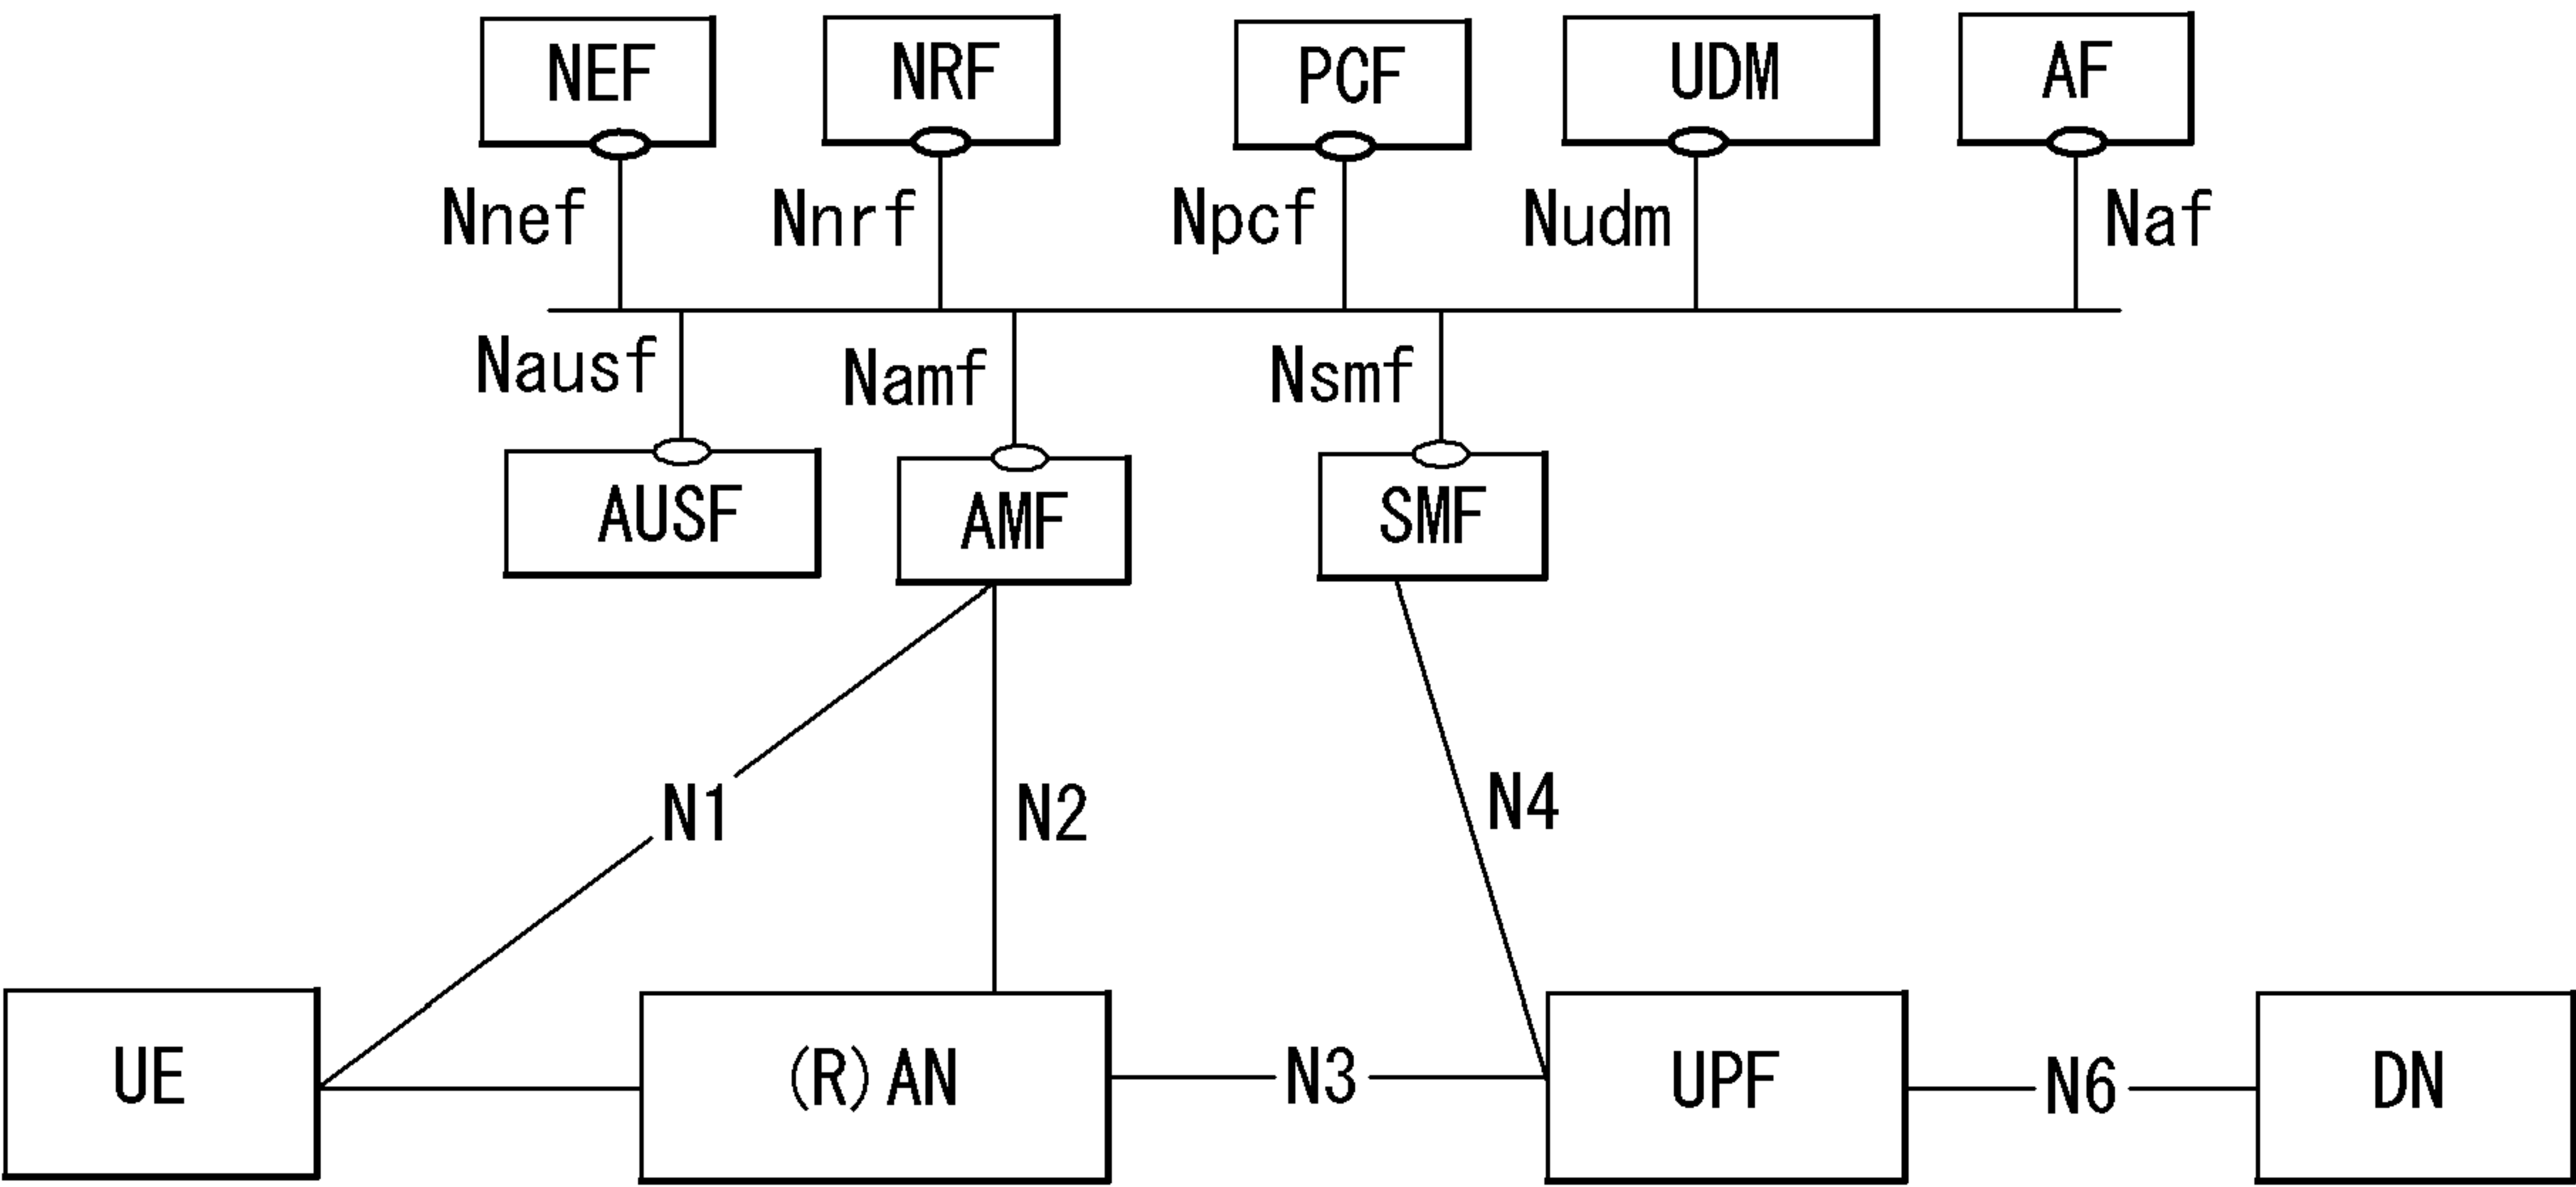 NEF NRF PCF UDM AF
Nnef Nnrf Npcf Nudm Naf
Nausf Namf Nsmf
AUSF AMF SMF
N1 N2 N4
UE (R)AN N3 UPF N6 DN